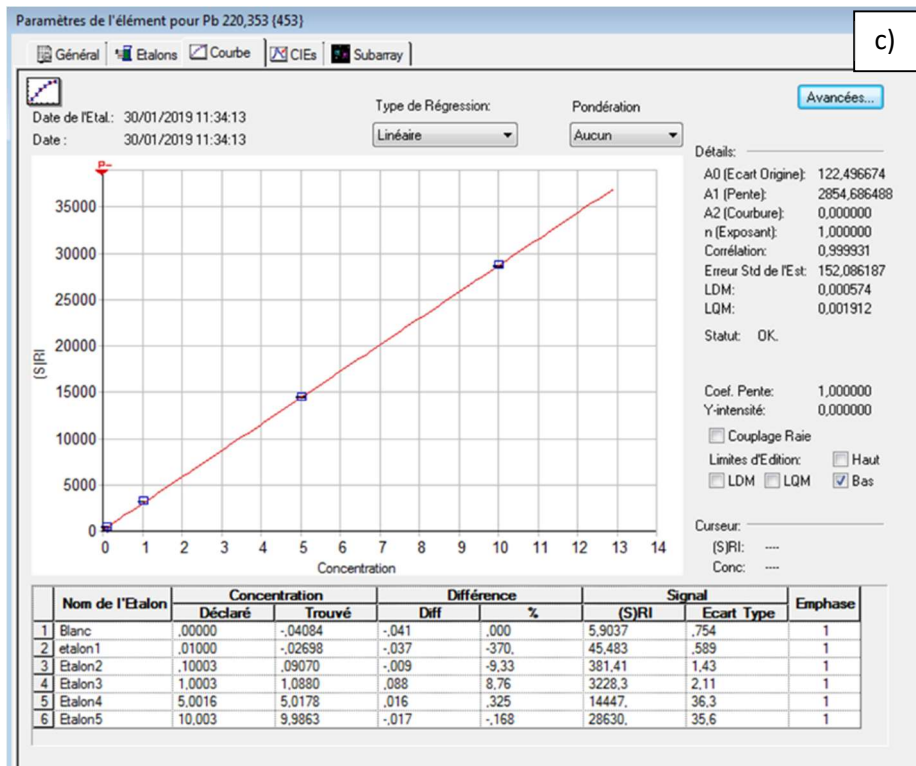 Paramètres de l'élément pour Pb 220,353 {453}
c)
Général Etalons Courbe CIEs Subarray
Date de l'Etal.: 30/01/2019 11:34:13
Date : 30/01/2019 11:34:13
Type de Régression:
Linéaire
Pondération
Aucun
Avancées...
Détails:
A0 (Ecart Origine): 122,496674
A1 (Pente): 2854,686488
A2 (Courbure): 0,000000
n (Exposant): 1,000000
Corrélation: 0,999931
Erreur Std de l'Est: 152,086187
LDM: 0,000574
LQM: 0,001912
Statut: OK.
Coef. Pente: 1,000000
Y-intensité: 0,000000
Couplage Raie
Limites d'Edition: Haut
LDM LQM Bas
Curseur:
(S)RI: ----
Conc: ----
(S)RI
35000
30000
25000
20000
15000
10000
5000
0
0 1 2 3 4 5 6 7 8 9 10 11 12 13 14
Concentration
Nom de l'Etalon Concentration Différence Signal Emphase
Déclaré Trouvé Diff % (S)RI Ecart Type
1 Blanc ,00000 -,04084 -,041 ,000 5,9037 ,754 1
2 etalon1 ,01000 -,02698 -,037 -370, 45,483 ,589 1
3 Etalon2 ,10003 ,09070 -,009 -9,33 381,41 1,43 1
4 Etalon3 1,0003 1,0880 ,088 8,76 3228,3 2,11 1
5 Etalon4 5,0016 5,0178 ,016 ,325 14447, 36,3 1
6 Etalon5 10,003 9,9863 -,017 -,168 28630, 35,6 1